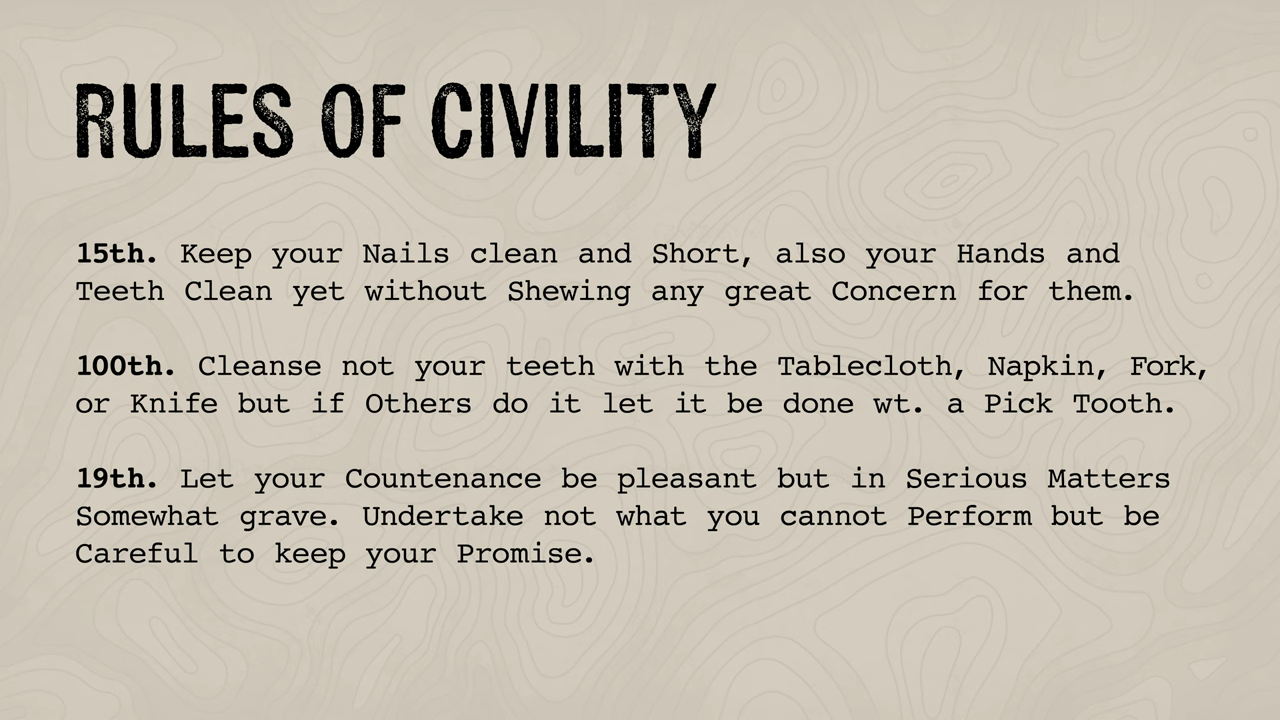 RULES OF CIVILITY
15th. Keep your Nails clean and Short, also your Hands and
Teeth Clean yet without Shewing any great Concern for them.
100th. Cleanse not your teeth with the Tablecloth, Napkin, Fork,
or Knife but if Others do it let it be done wt. a Pick Tooth.
19th. Let your Countenance be pleasant but in Serious Matters
Somewhat grave. Undertake not what you cannot Perform but be
Careful to keep your Promise.